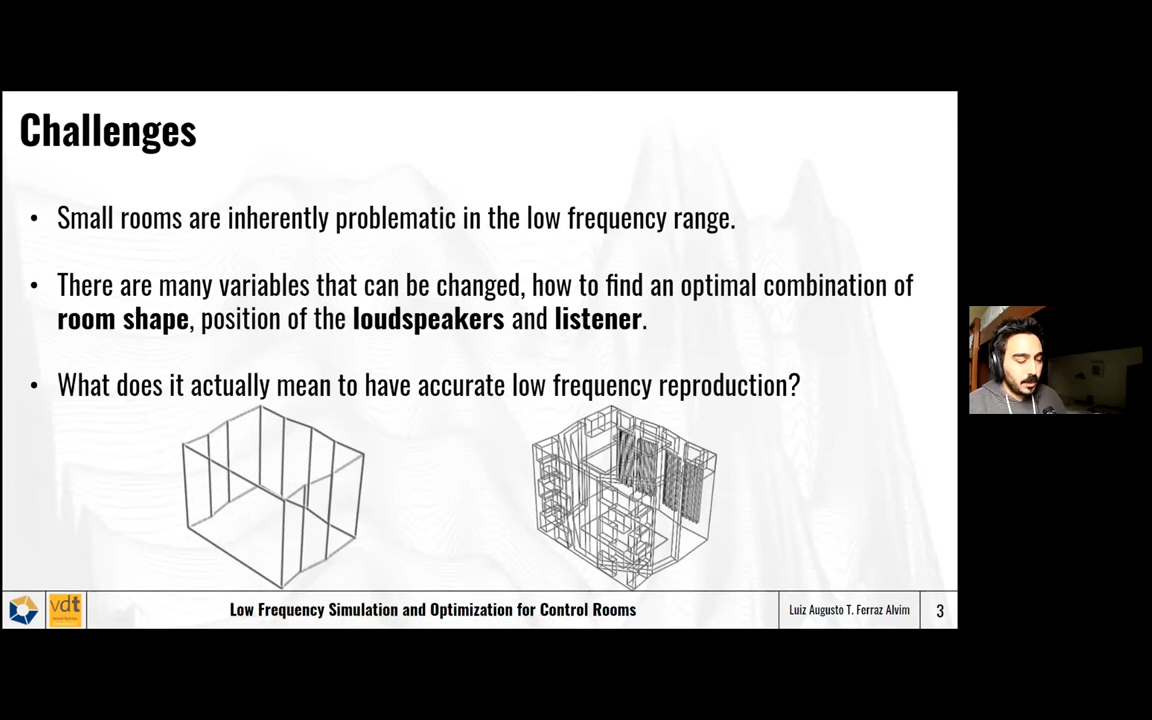 Challenges
• Small rooms are inherently problematic in the low frequency range.
• There are many variables that can be changed, how to find an optimal combination of
room shape, position of the loudspeakers and listener.
• What does it actually mean to have accurate low frequency reproduction?
vdt
Low Frequency Simulation and Optimization for Control Rooms
Luiz Augusto T. Ferraz Alvim
3